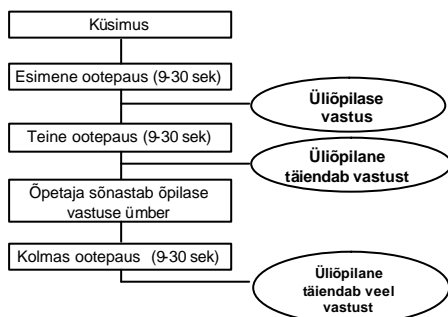 Küsimus
Esimene ootepaus (9-30 sek)
Üliõpilase
vastus
Teine ootepaus (9-30 sek)
Üliõpilane
täiendab vastust
Õpetaja sõnastab õpilase
vastuse ümber
Kolmas ootepaus (9-30 sek)
Üliõpilane
täiendab veel
vastust